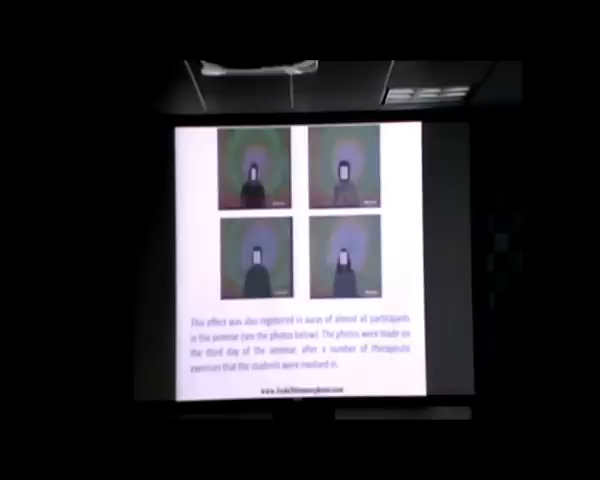 This effect was also registered in auras of almost all participants
in the seminar (see the photos below). The photos were made on
the third day of the seminar, after a number of therapeutic
exercises that the students were involved in.